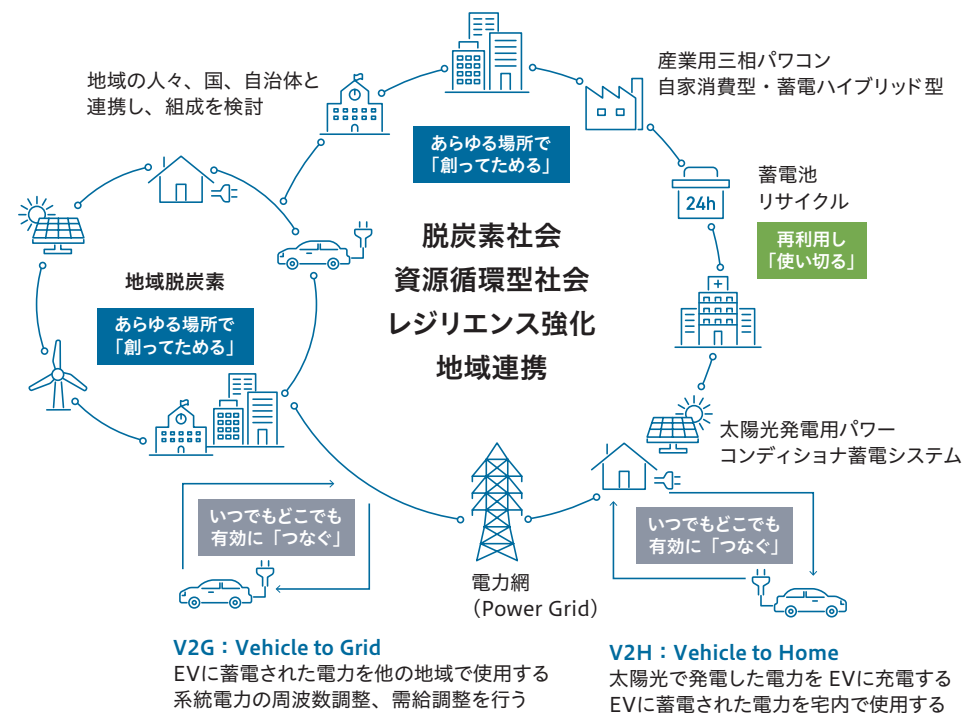 地域の人々、国、自治体と
連携し、組成を検討
産業用三相パワコン
自家消費型・蓄電ハイブリッド型
あらゆる場所で
「創ってためる」
蓄電池
リサイクル
24h
再利用し
「使い切る」
脱炭素社会
資源循環型社会
レジリエンス強化
地域連携
地域脱炭素
あらゆる場所で
「創ってためる」
太陽光発電用パワー
コンディショナ蓄電システム
いつでもどこでも
有効に「つなぐ」
いつでもどこでも
有効に「つなぐ」
電力網
（Power Grid）
V2G：Vehicle to Grid
EVに蓄電された電力を他の地域で使用する
系統電力の周波数調整、需給調整を行う
V2H：Vehicle to Home
太陽光で発電した電力を EVに充電する
EVに蓄電された電力を宅内で使用する